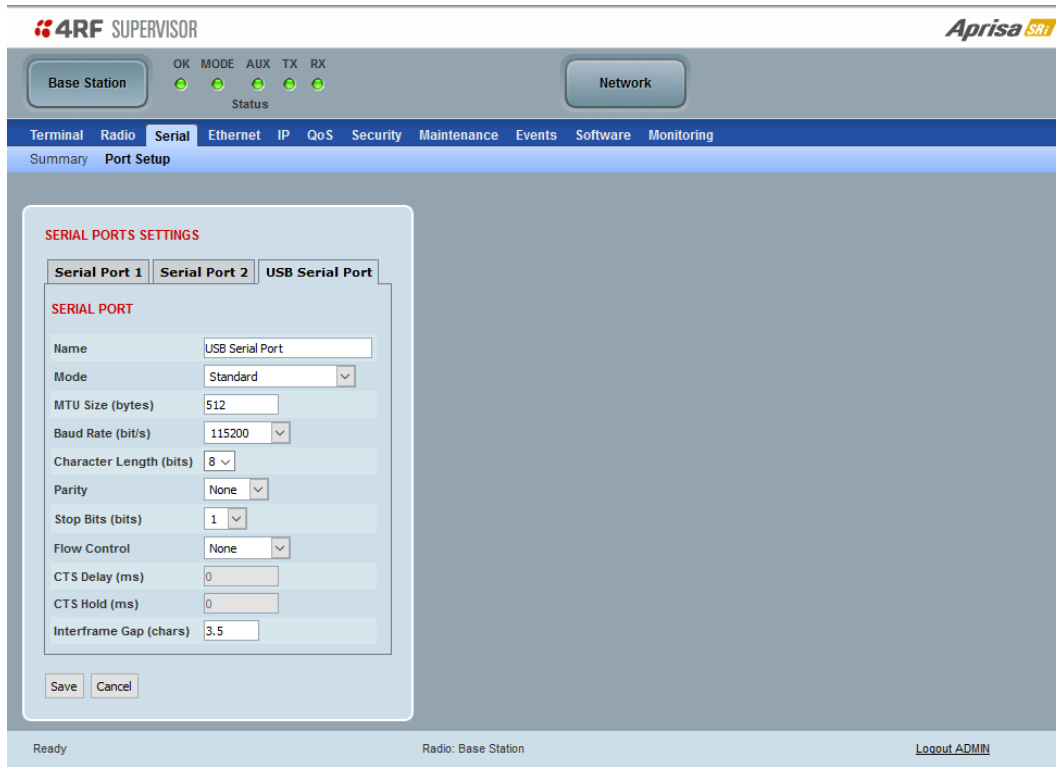 4RF SUPERVISOR
Aprisa SRi
Base Station
OK MODE AUX TX RX
Status
Network
Terminal Radio Serial Ethernet IP QoS Security Maintenance Events Software Monitoring
Summary Port Setup
SERIAL PORTS SETTINGS
Serial Port 1 Serial Port 2 USB Serial Port
SERIAL PORT
Name USB Serial Port
Mode Standard
MTU Size (bytes) 512
Baud Rate (bit/s) 115200
Character Length (bits) 8
Parity None
Stop Bits (bits) 1
Flow Control None
CTS Delay (ms) 0
CTS Hold (ms) 0
Interframe Gap (chars) 3.5
Save Cancel
Ready Radio: Base Station Logout ADMIN